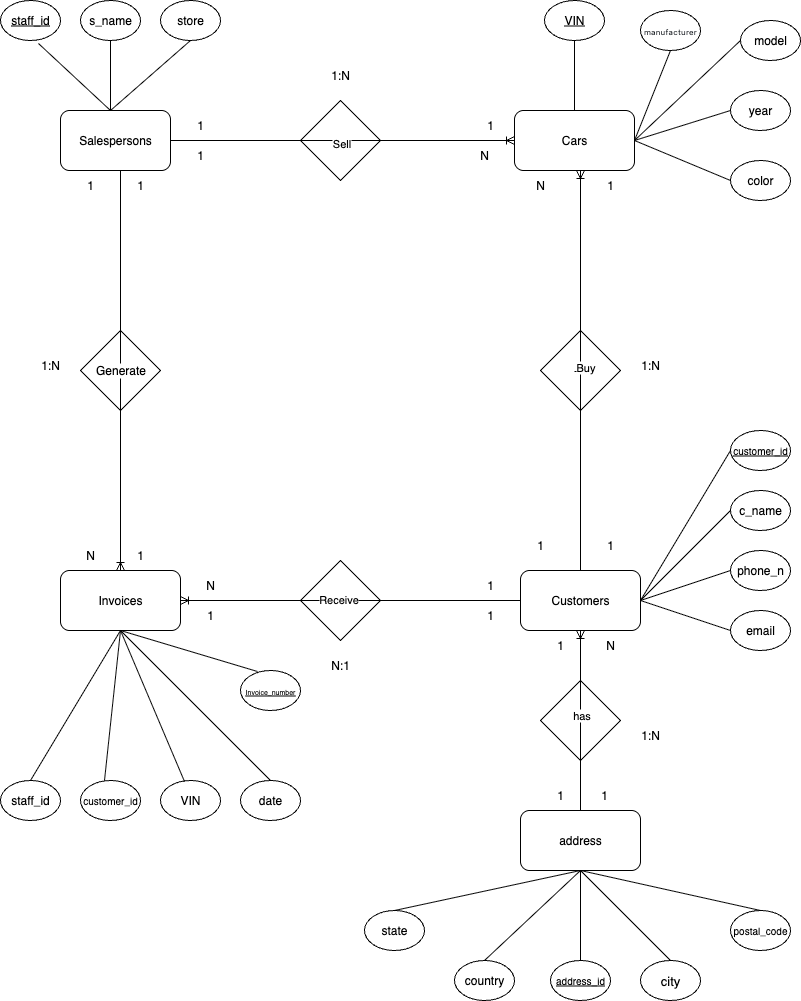 staff_id
s_name
store
VIN
manufacturer
model
1:N
1
1
year
Salespersons
Sell
Cars
1
N
color
1
1
N
1
1:N
Generate
.Buy
1:N
customer_id
c_name
N
1
1
1
phone_n
N
1
Invoices
Receive
Customers
1
1
email
1
N
N:1
Invoice_number
has
1:N
staff_id
customer_id
VIN
date
1
1
address
state
postal_code
country
address_id
city